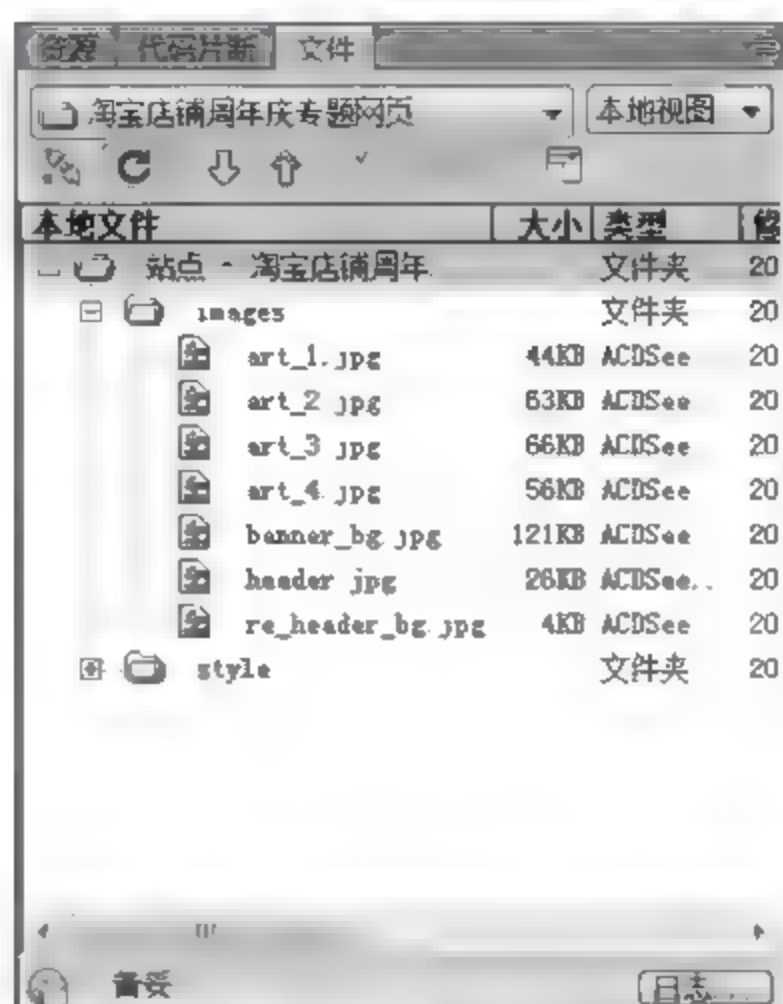 资源 代码片断 文件
淘宝店铺周年庆专题网页 本地视图
本地文件 大小 类型 修
站点 - 淘宝店铺周年 文件夹 20
images 文件夹 20
art_1.jpg 44KB ACDSee 20
art_2.jpg 63KB ACDSee 20
art_3.jpg 66KB ACDSee 20
art_4.jpg 56KB ACDSee 20
banner_bg.jpg 121KB ACDSee 20
header.jpg 26KB ACDSee.. 20
re_header_bg.jpg 4KB ACDSee 20
style 文件夹 20
备妥 日志...